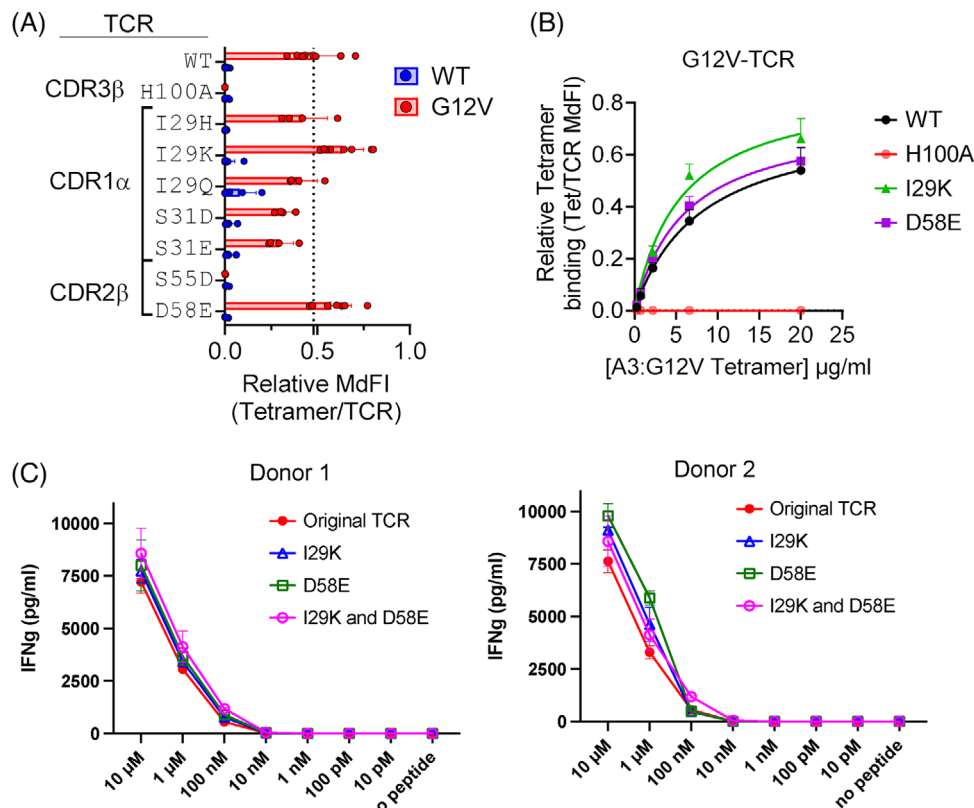 (A)
TCR
WT
CDR3β
H100A
I29H
I29K
CDR1α
I29Q
S31D
S31E
CDR2β
S55D
D58E
0.0
0.5
1.0
Relative MdFI
(Tetramer/TCR)
WT
G12V
(B)
G12V-TCR
Relative Tetramer
binding (Tet/TCR MdFI)
0.8
0.6
0.4
0.2
0.0
0
5
10
15
20
25
[A3:G12V Tetramer] µg/ml
WT
H100A
I29K
D58E
(C)
Donor 1
IFNg (pg/ml)
10000
7500
5000
2500
0
Original TCR
I29K
D58E
I29K and D58E
10 µM
1 µM
100 nM
10 nM
1 nM
100 pM
10 pM
no peptide
Donor 2
IFNg (pg/ml)
10000
7500
5000
2500
0
Original TCR
I29K
D58E
I29K and D58E
10 µM
1 µM
100 nM
10 nM
1 nM
100 pM
10 pM
no peptide